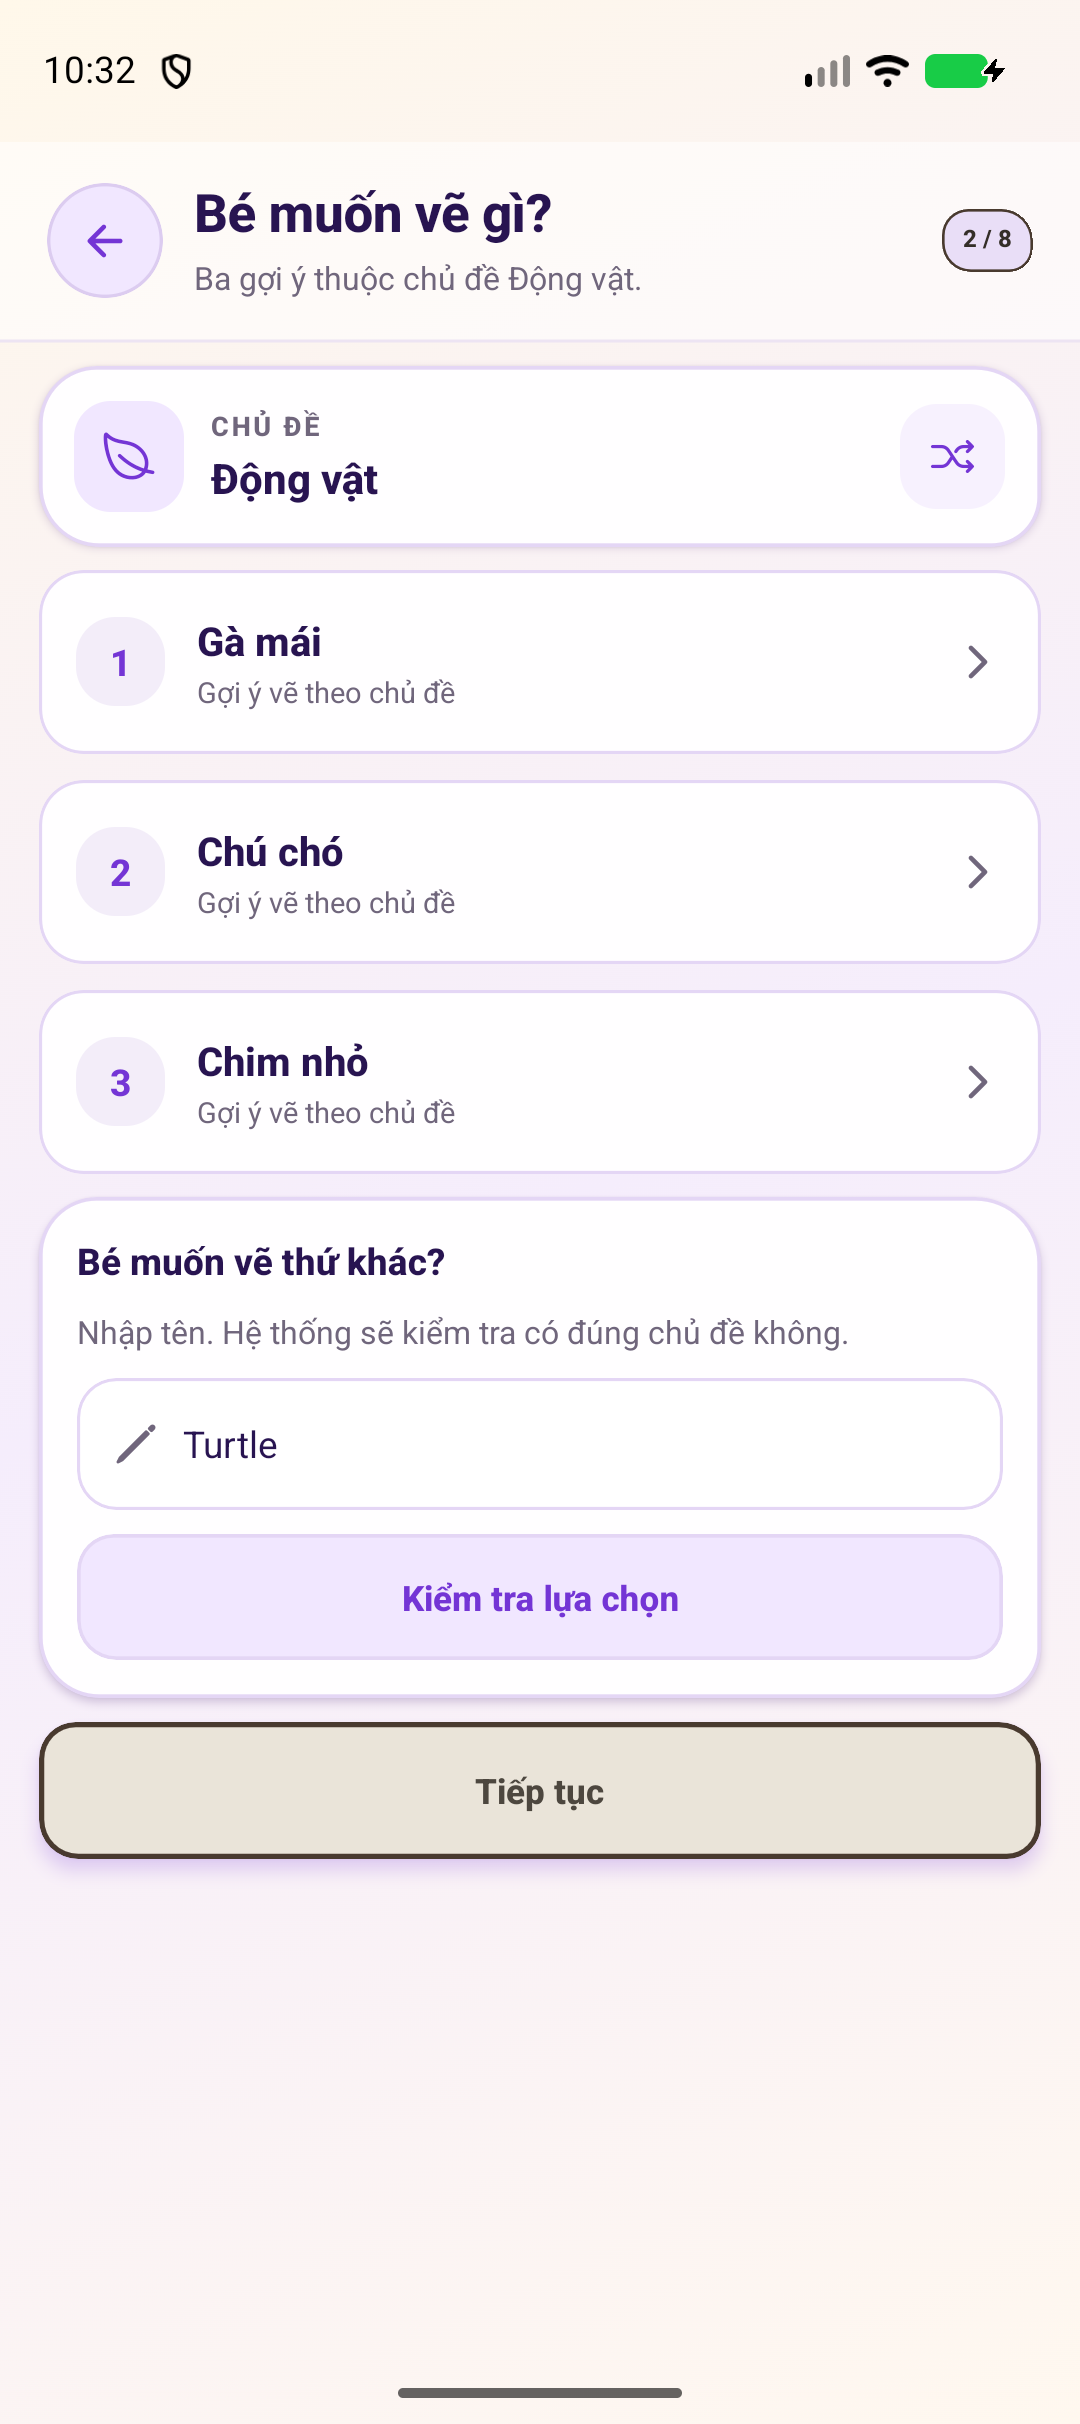 10:32
Bé muốn vẽ gì?
Ba gợi ý thuộc chủ đề Động vật.
2 / 8
CHỦ ĐỀ
Động vật
1
Gà mái
Gợi ý vẽ theo chủ đề
2
Chú chó
Gợi ý vẽ theo chủ đề
3
Chim nhỏ
Gợi ý vẽ theo chủ đề
Bé muốn vẽ thứ khác?
Nhập tên. Hệ thống sẽ kiểm tra có đúng chủ đề không.
Turtle
Kiểm tra lựa chọn
Tiếp tục